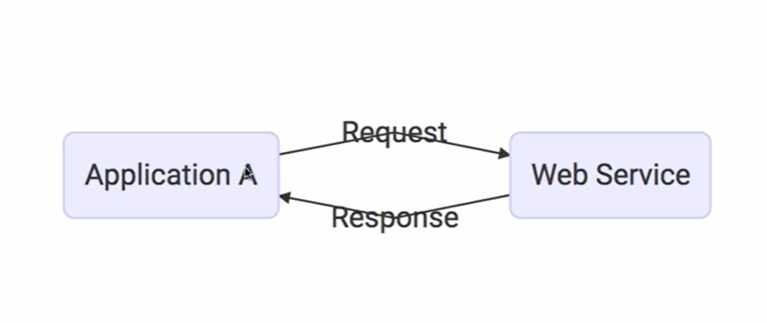 Request
Application A
Web Service
Response